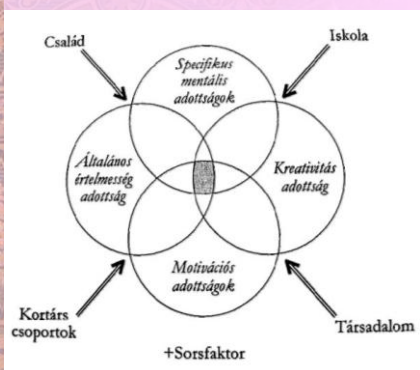 Család
Iskola
Specifikus
mentális
adottságok
Általános
értelmesség
adottság
Kreativitás
adottság
Motivációs
adottságok
Kortárs
csoportok
Társadalom
+Sorsfaktor